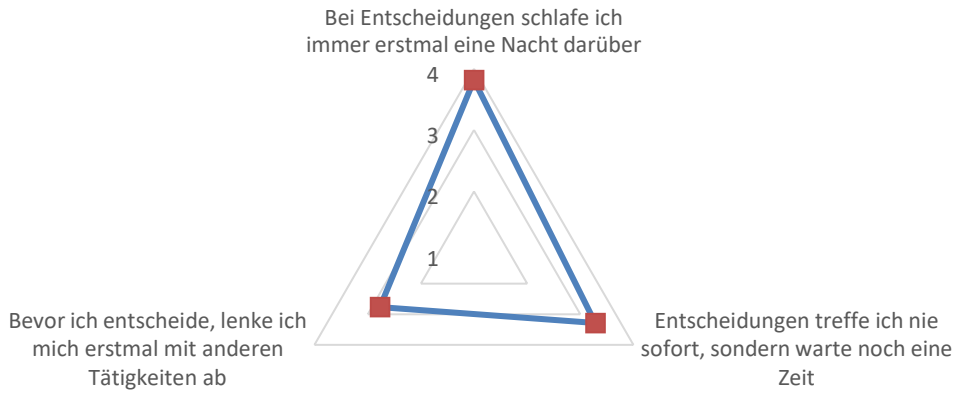 Bei Entscheidungen schlafe ich
immer erstmal eine Nacht darüber
4
3
2
1
Bevor ich entscheide, lenke ich
mich erstmal mit anderen
Tätigkeiten ab
Entscheidungen treffe ich nie
sofort, sondern warte noch eine
Zeit